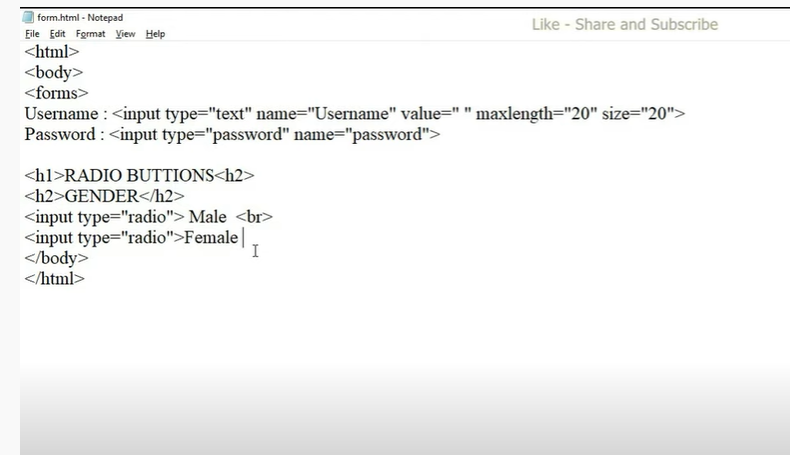 form.html - Notepad
Like - Share and Subscribe
File Edit Format View Help
<html>
<body>
<forms>
Username : <input type="text" name="Username" value=" " maxlength="20" size="20">
Password : <input type="password" name="password">
<h1>RADIO BUTTIONS<h2>
<h2>GENDER</h2>
<input type="radio"> Male <br>
<input type="radio">Female
</body>
</html>